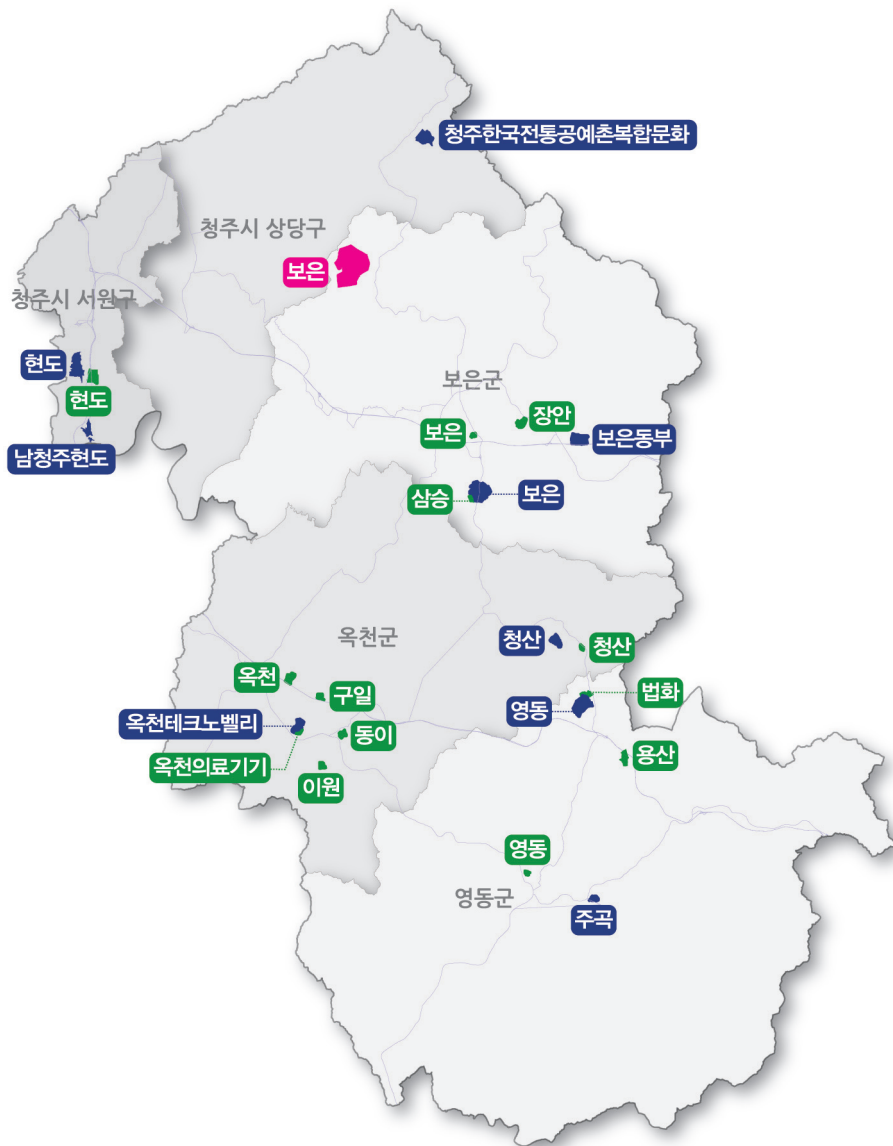 청주한국전통공예촌복합문화
청주시 상당구
보은
청주시 서원구
현도
현도
남청주현도
보은군
보은
장안
보은동부
삼승
보은
옥천군
청산
청산
옥천
구일
법화
영동
옥천테크노벨리
동이
옥천의료기기
용산
이원
영동
영동군
주곡